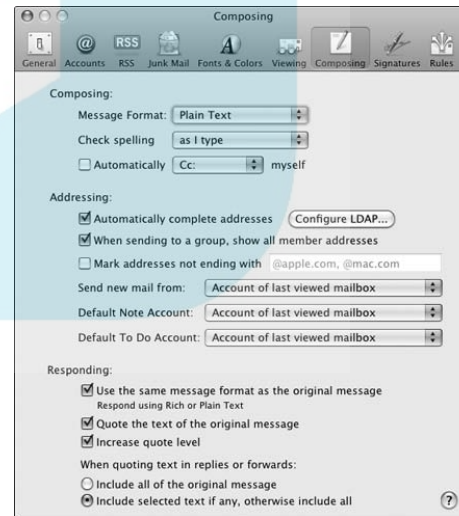 Composing
@
RSS
A
General Accounts RSS Junk Mail Fonts & Colors Viewing Composing Signatures Rules
Composing:
Message Format: Plain Text
Check spelling as I type
Automatically Cc: myself
Addressing:
Automatically complete addresses Configure LDAP...
When sending to a group, show all member addresses
Mark addresses not ending with @apple.com, @mac.com
Send new mail from: Account of last viewed mailbox
Default Note Account: Account of last viewed mailbox
Default To Do Account: Account of last viewed mailbox
Responding:
Use the same message format as the original message
Respond using Rich or Plain Text
Quote the text of the original message
Increase quote level
When quoting text in replies or forwards:
Include all of the original message
Include selected text if any, otherwise include all
?